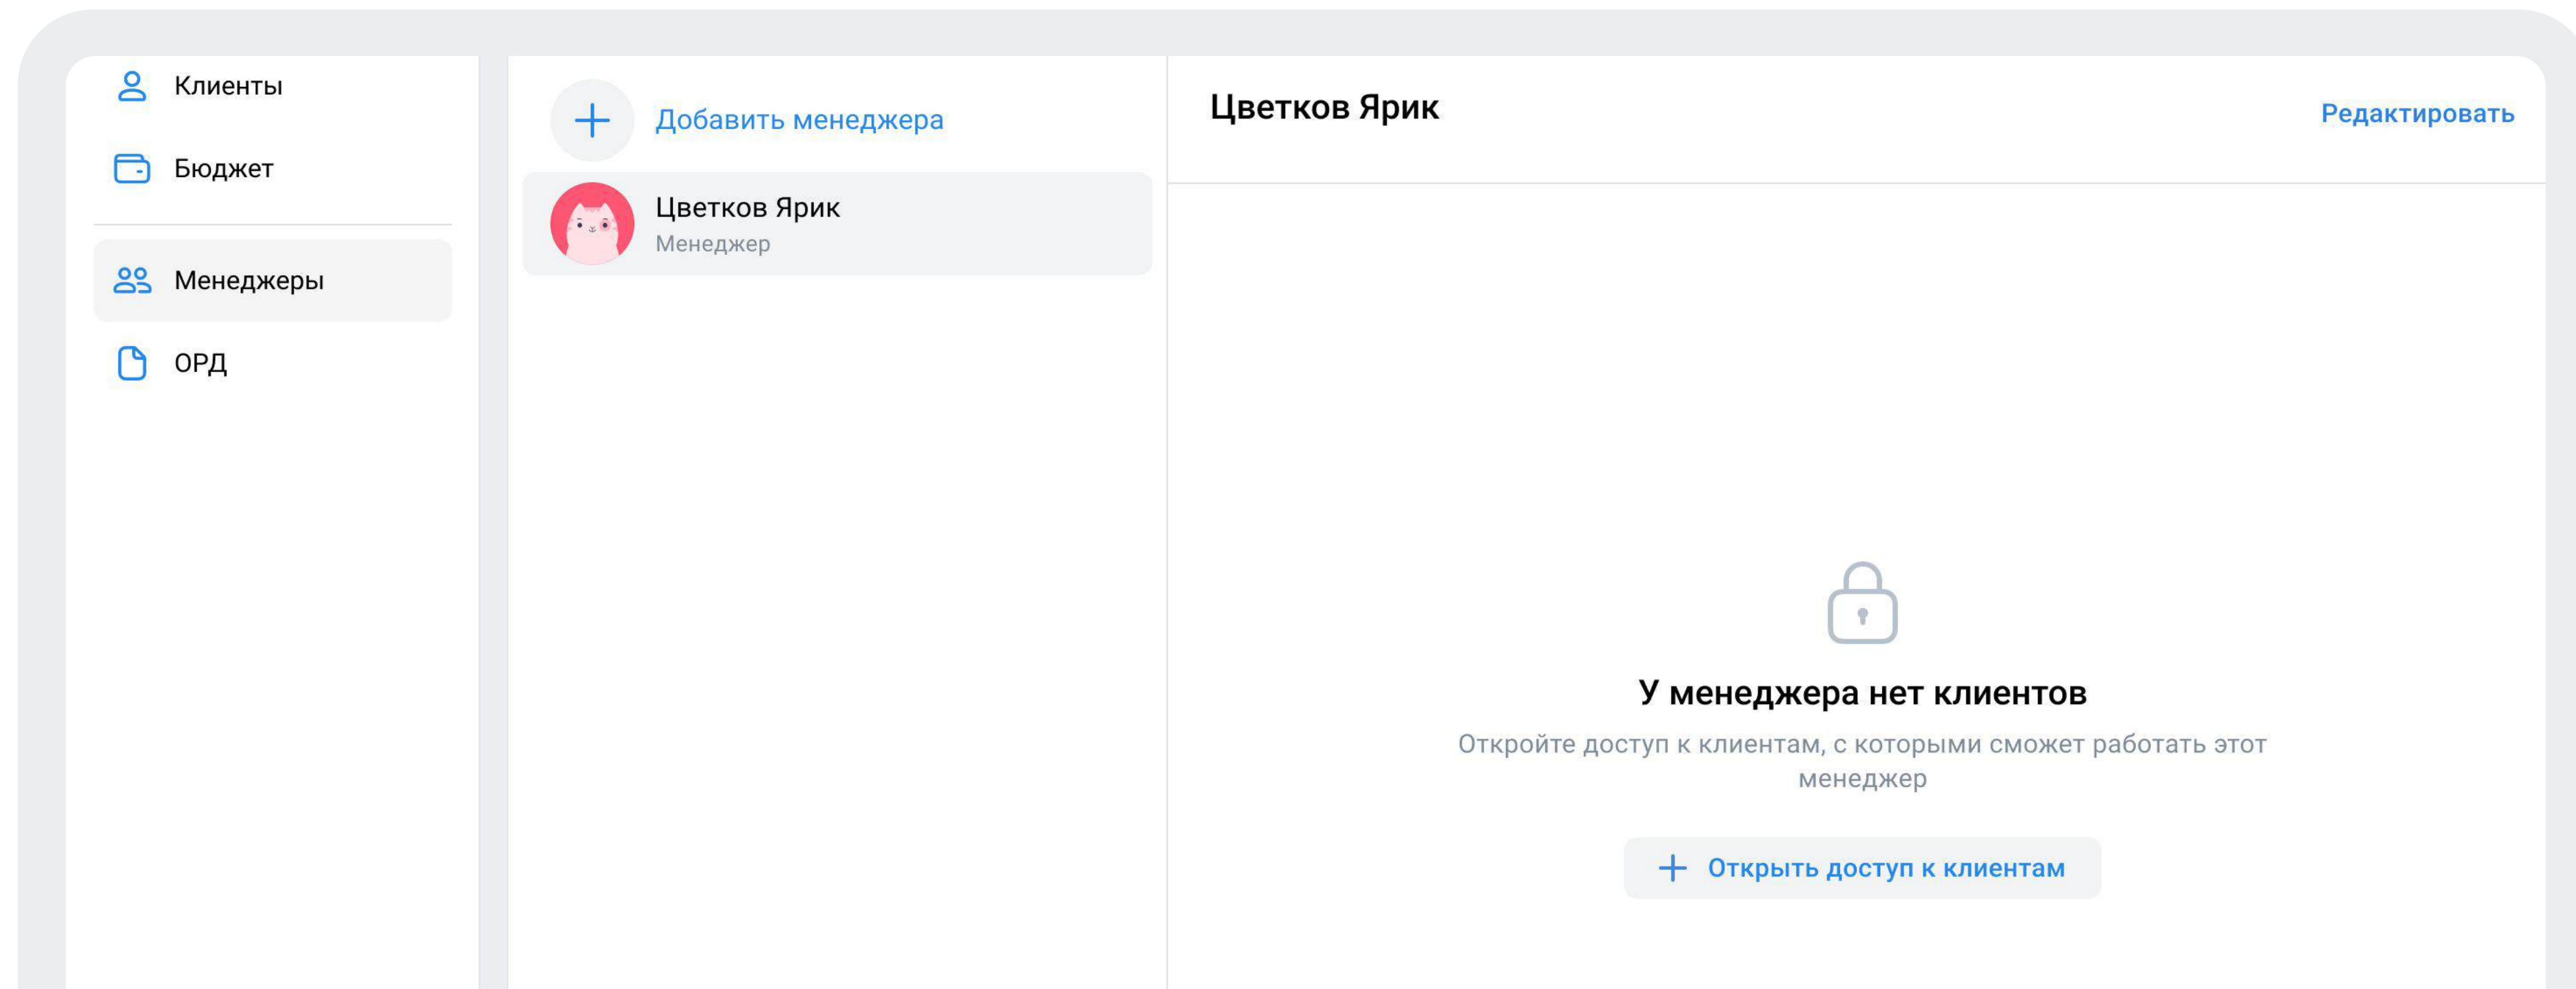 Клиенты
Бюджет
Менеджеры
ОРД
Добавить менеджера
Цветков Ярик
Менеджер
Цветков Ярик
Редактировать
У менеджера нет клиентов
Откройте доступ к клиентам, с которыми сможет работать этот
менеджер
Открыть доступ к клиентам